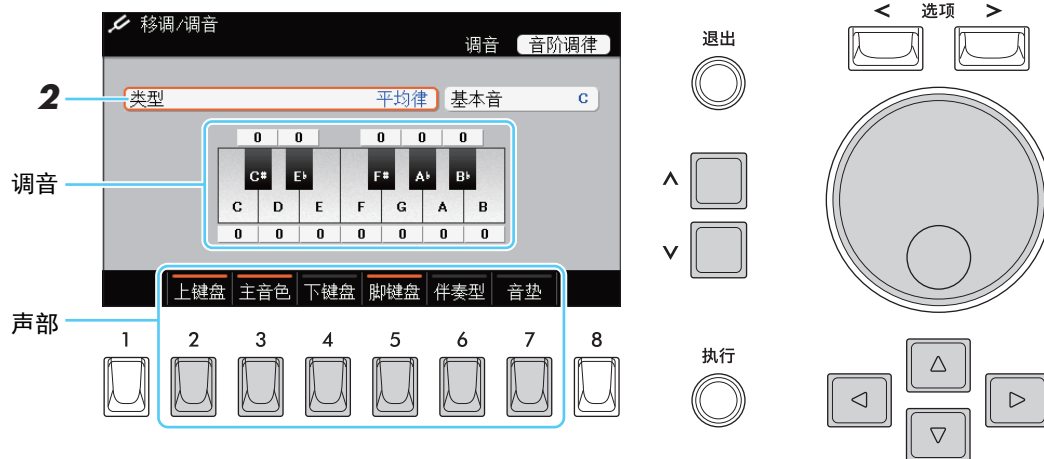 移调/调音
调音 音阶调律
2
类型 平均律 基本音 C
调音
0 0 0 0 0
C# E♭ F# A♭ B♭
C D E F G A B
0 0 0 0 0 0 0
声部
上键盘 主音色 下键盘 脚键盘 伴奏型 音垫
1 2 3 4 5 6 7 8
退出
< 选项 >
∧
∨
执行